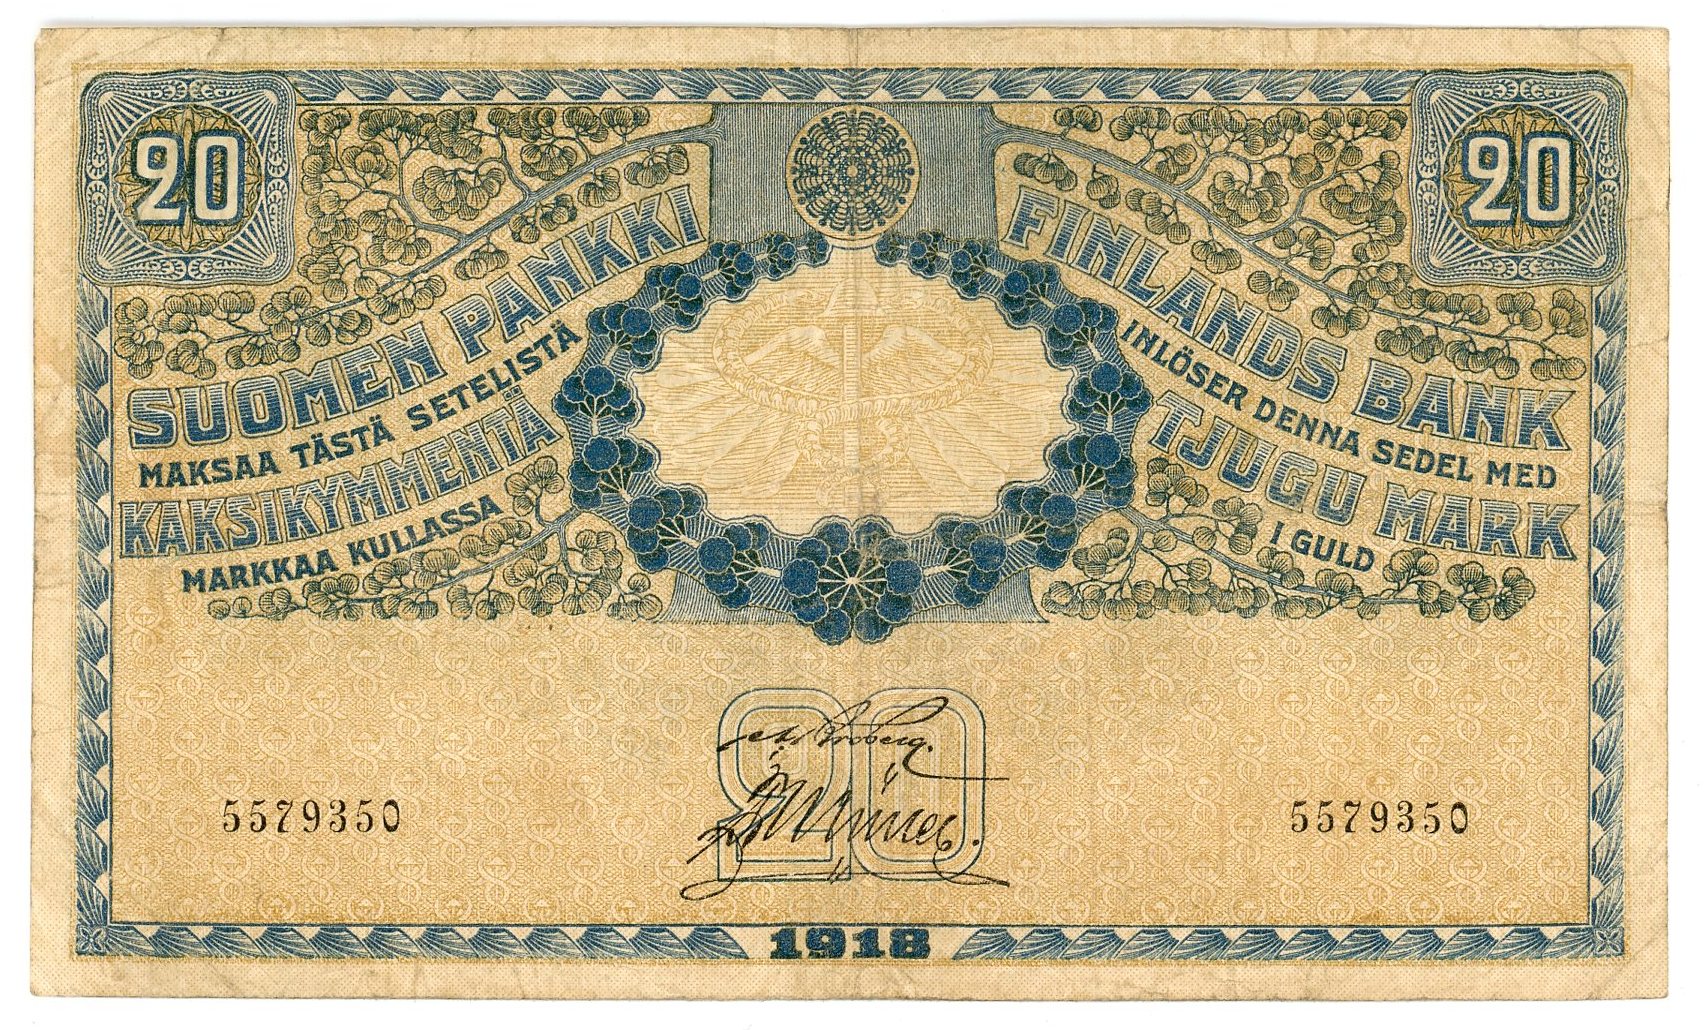 20
20
SUOMEN PANKKI
MAKSAA TÄSTÄ SETELISTÄ
KAKSIKYMMENTÄ
MARKKAA KULLASSA
FINLANDS BANK
INLÖSER DENNA SEDEL MED
TJUGU MARK
I GULD
20
5579350
5579350
1918